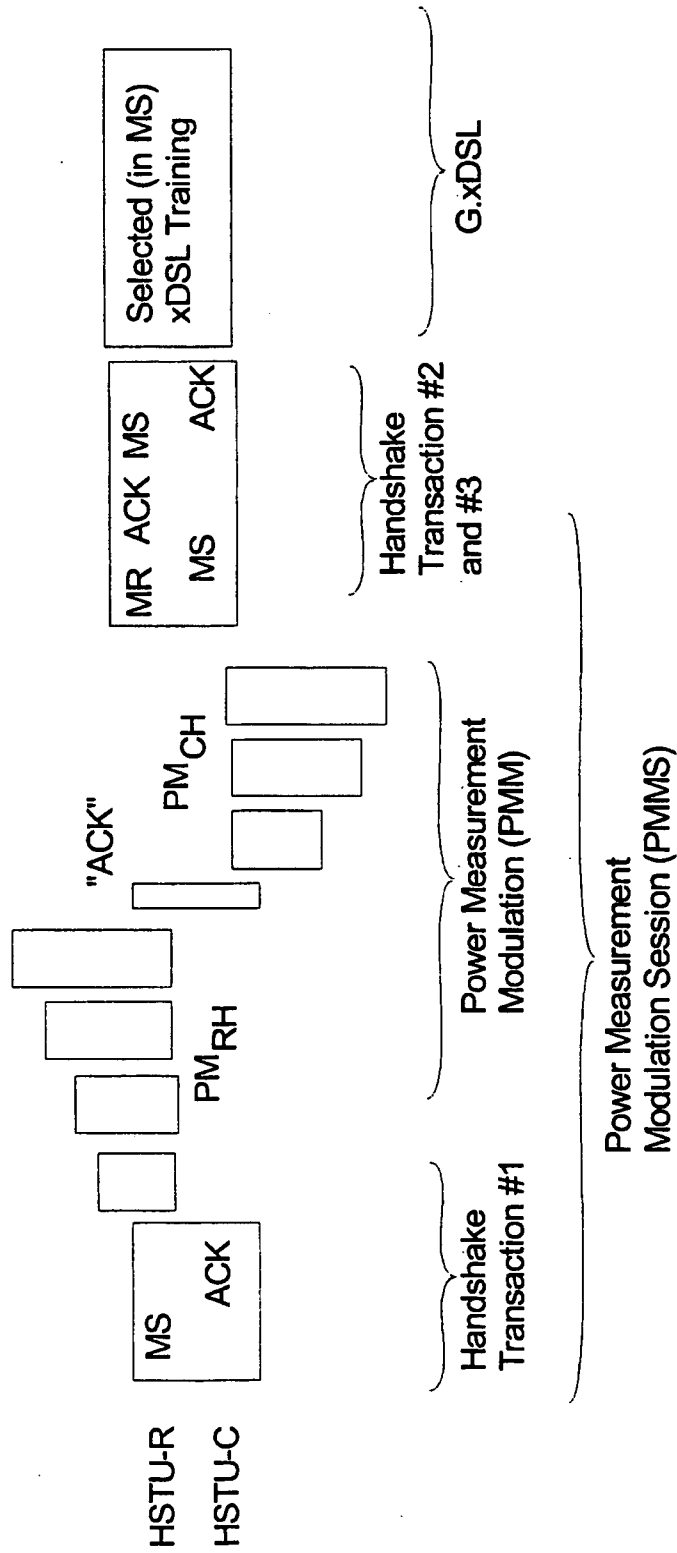 HSTU-R
HSTU-C
MS
ACK
PM RH
"ACK"
PM CH
MR ACK MS
MS ACK
Selected (in MS)
xDSL Training
Handshake
Transaction #1
Power Measurement
Modulation (PMM)
Handshake
Transaction #2
and #3
G.xDSL
Power Measurement
Modulation Session (PMMS)